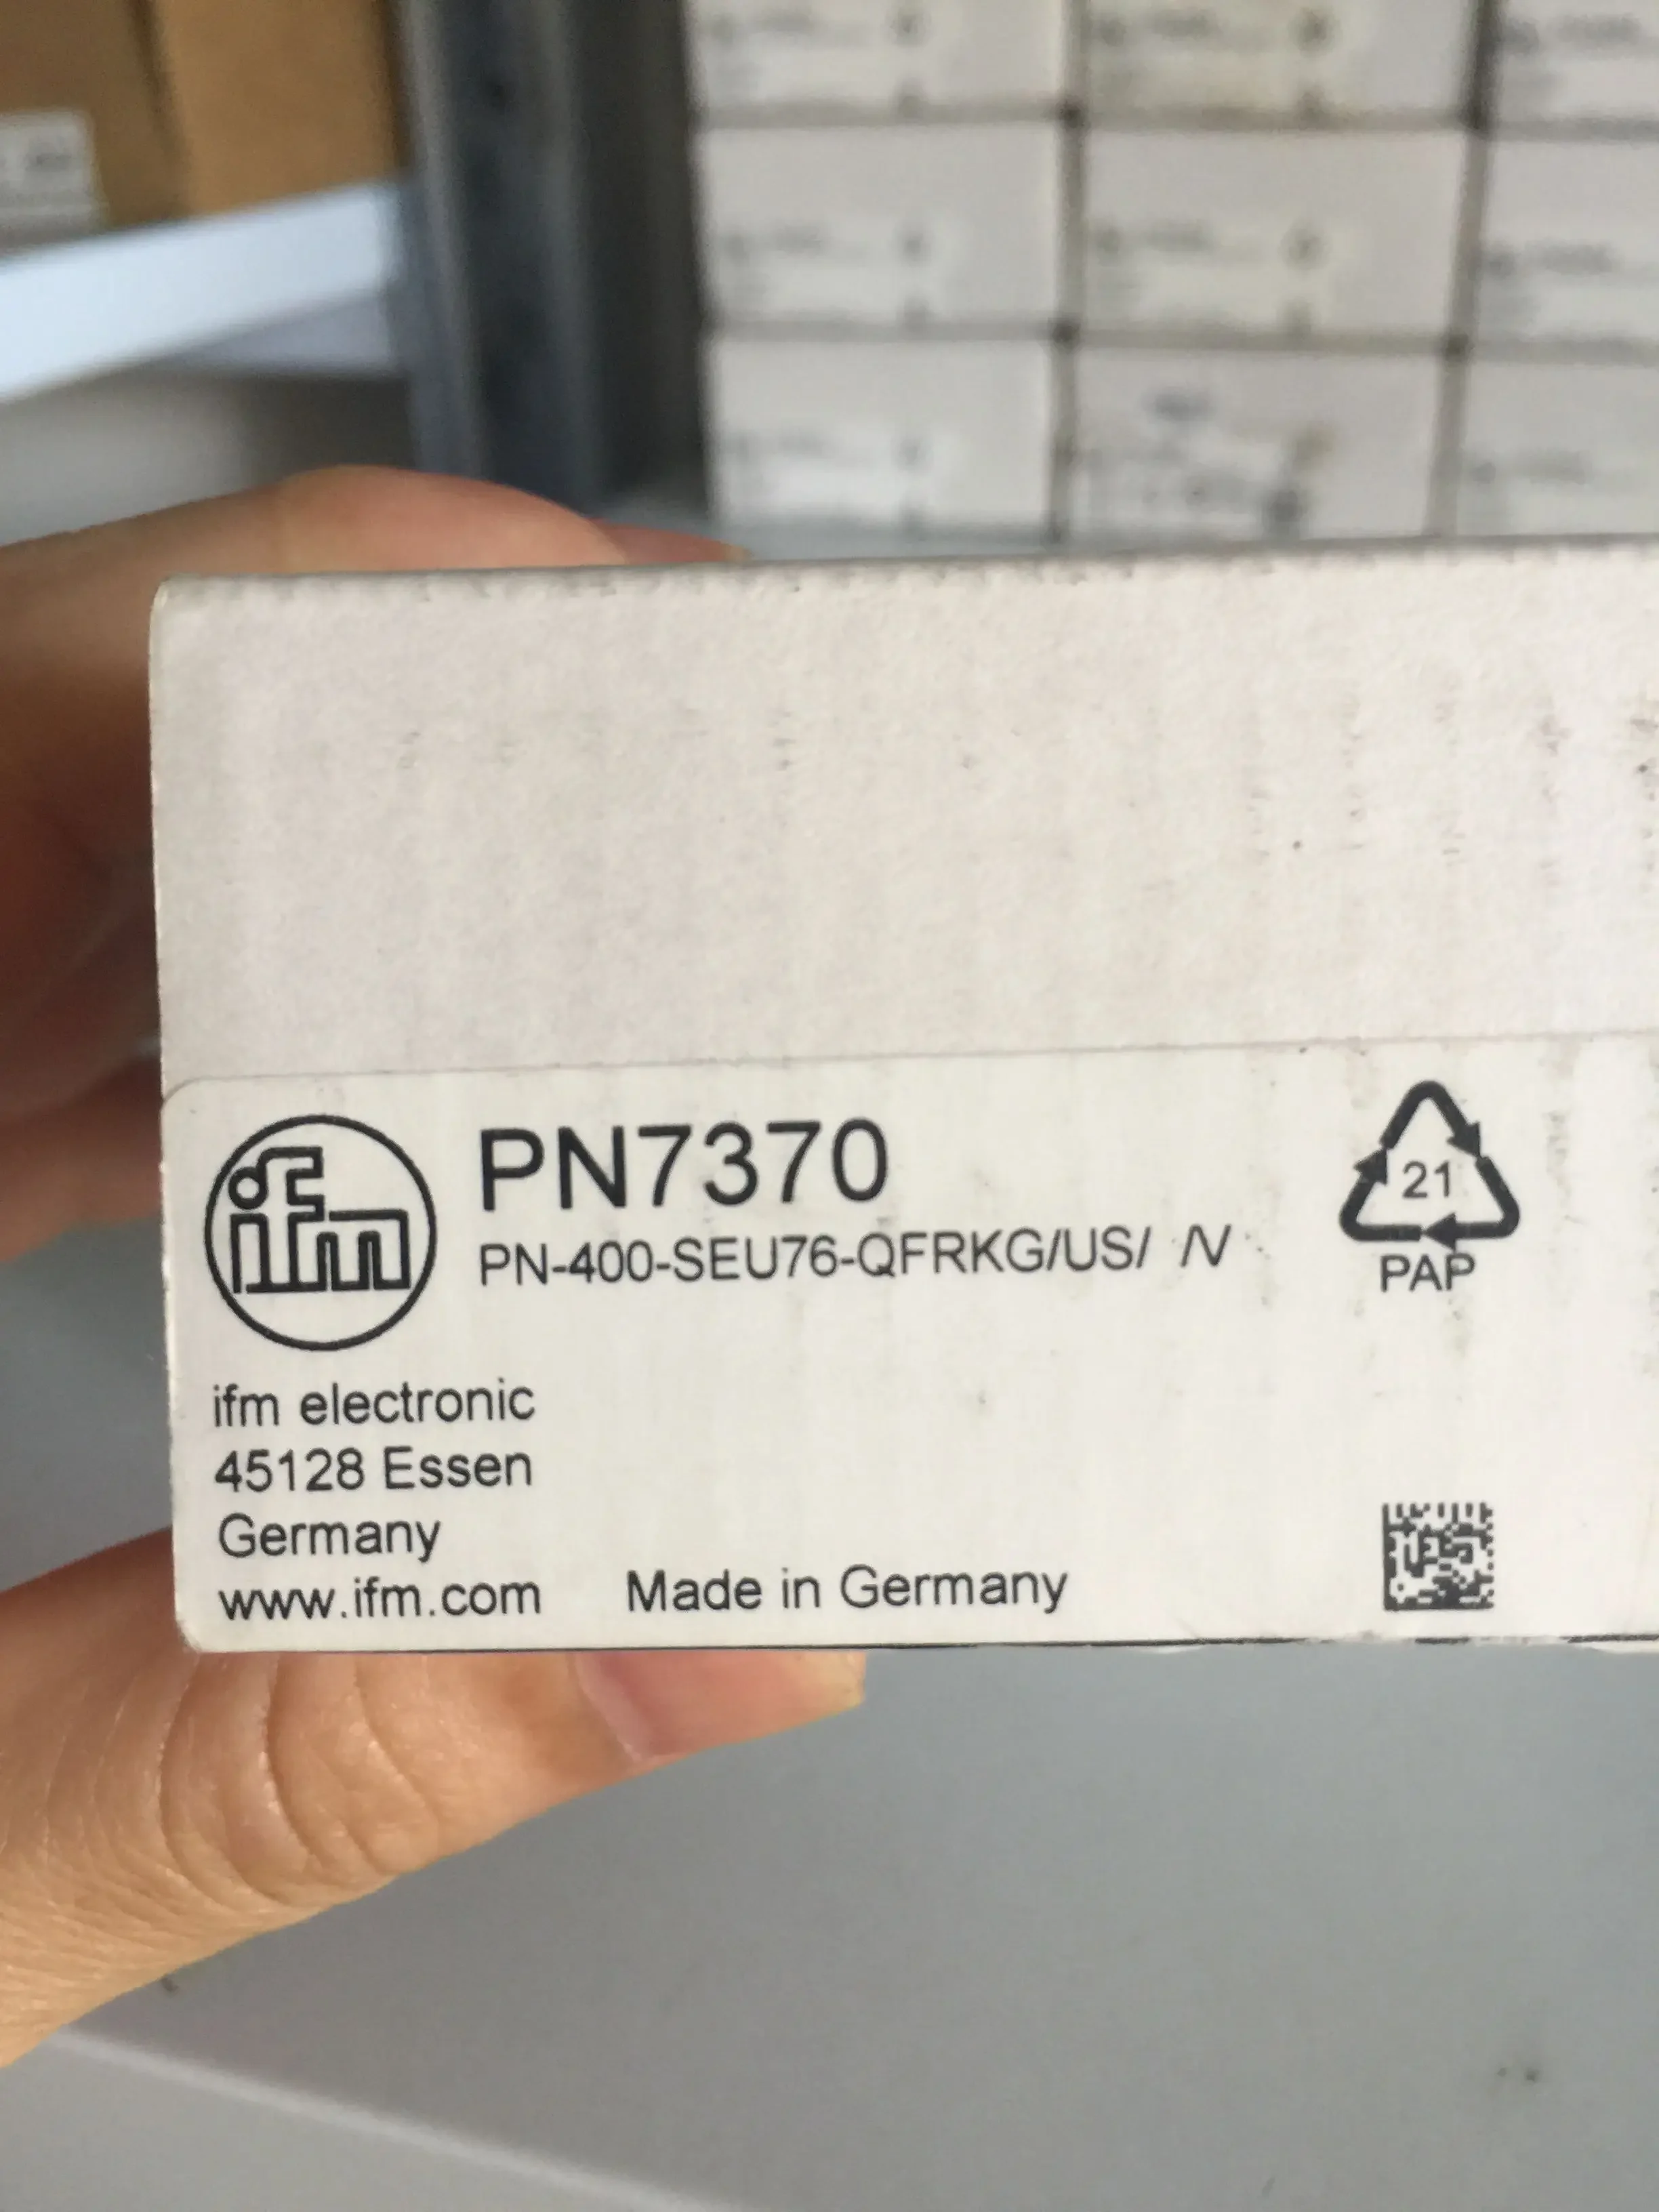 ifm
PN7370
PN-400-SEU76-QFRKG/US/ /V
21
PAP
ifm electronic
45128 Essen
Germany
www.ifm.com
Made in Germany